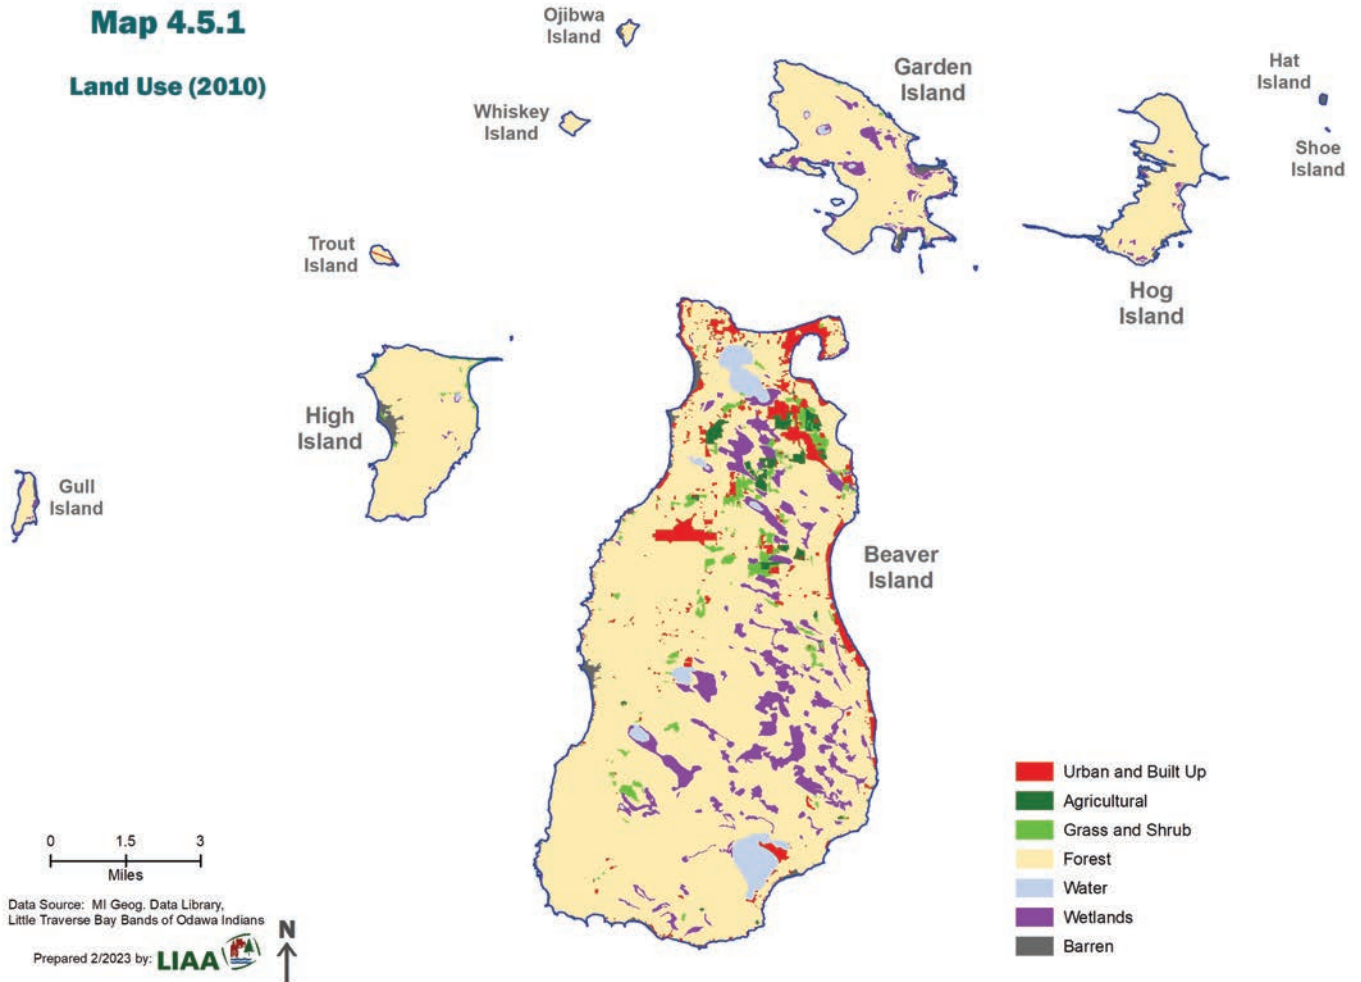 Map 4.5.1
Land Use (2010)
Ojibwa
Island
Whiskey
Island
Garden
Island
Hat
Island
Shoe
Island
Trout
Island
Hog
Island
High
Island
Gull
Island
Beaver
Island
Urban and Built Up
Agricultural
Grass and Shrub
Forest
Water
Wetlands
Barren
0 1.5 3
Miles
Data Source: MI Geog. Data Library,
Little Traverse Bay Bands of Odawa Indians
Prepared 2/2023 by: LIAA
N